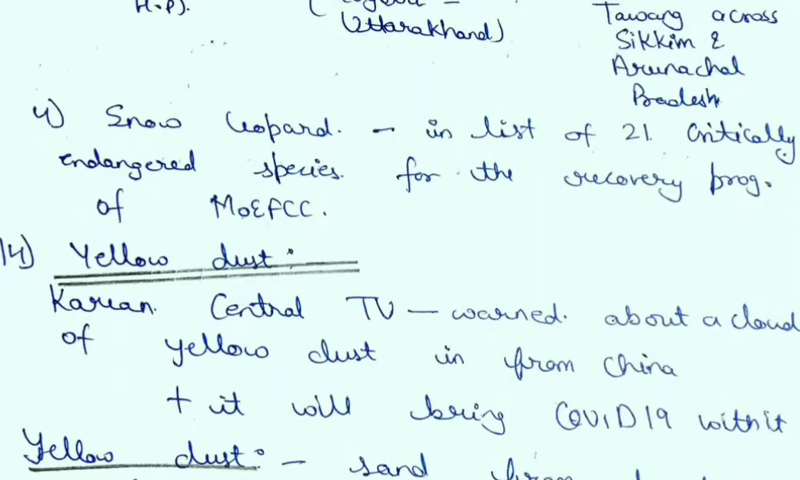 H.P).
Uttarakhand)
Tawang across
Sikkim &
Arunachal
Pradesh
4) Snow leopard. - in list of 21 Critically
endangered species. for the recovery prog.
of MOEFCC.
14) Yellow dust:
Karian Central TV - warned. about a cloud
of yellow dust in from China
+ it will bring COVID19 with it
Yellow dust: - sand from